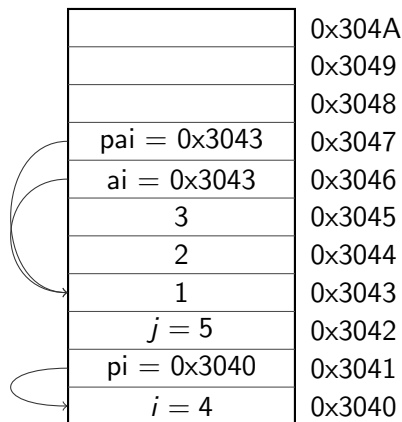 0x304A
0x3049
0x3048
pai = 0x3043 0x3047
ai = 0x3043 0x3046
3 0x3045
2 0x3044
1 0x3043
j = 5 0x3042
pi = 0x3040 0x3041
i = 4 0x3040